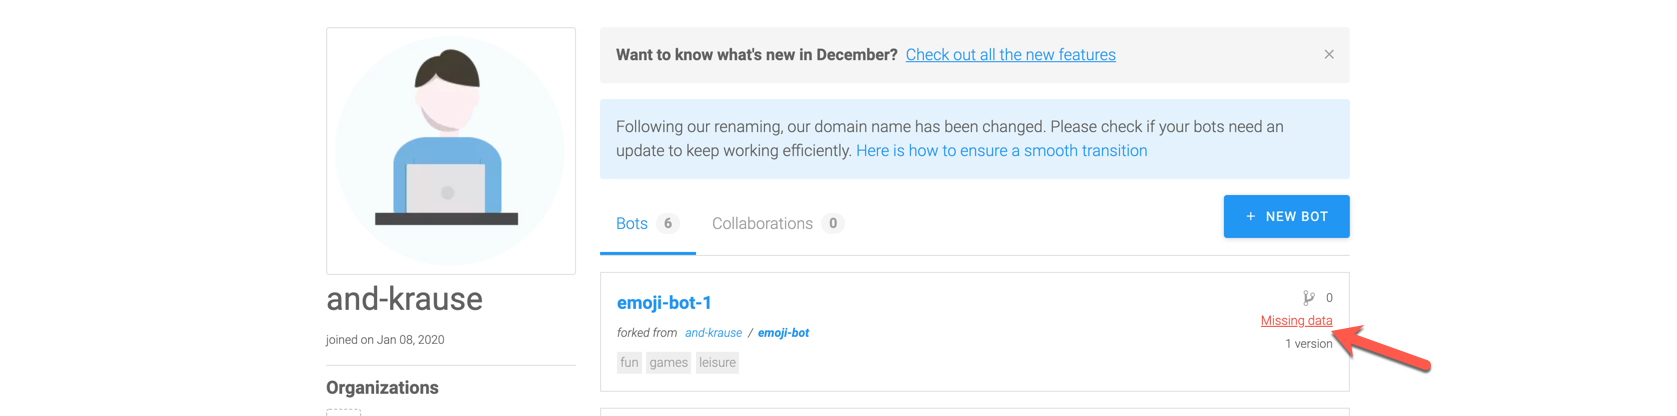 Want to know what's new in December? Check out all the new features
Following our renaming, our domain name has been changed. Please check if your bots need an
update to keep working efficiently. Here is how to ensure a smooth transition
Bots 6 Collaborations 0
+ NEW BOT
and-krause
joined on Jan 08, 2020
Organizations
emoji-bot-1
forked from and-krause / emoji-bot
fun games leisure
0
Missing data
1 version